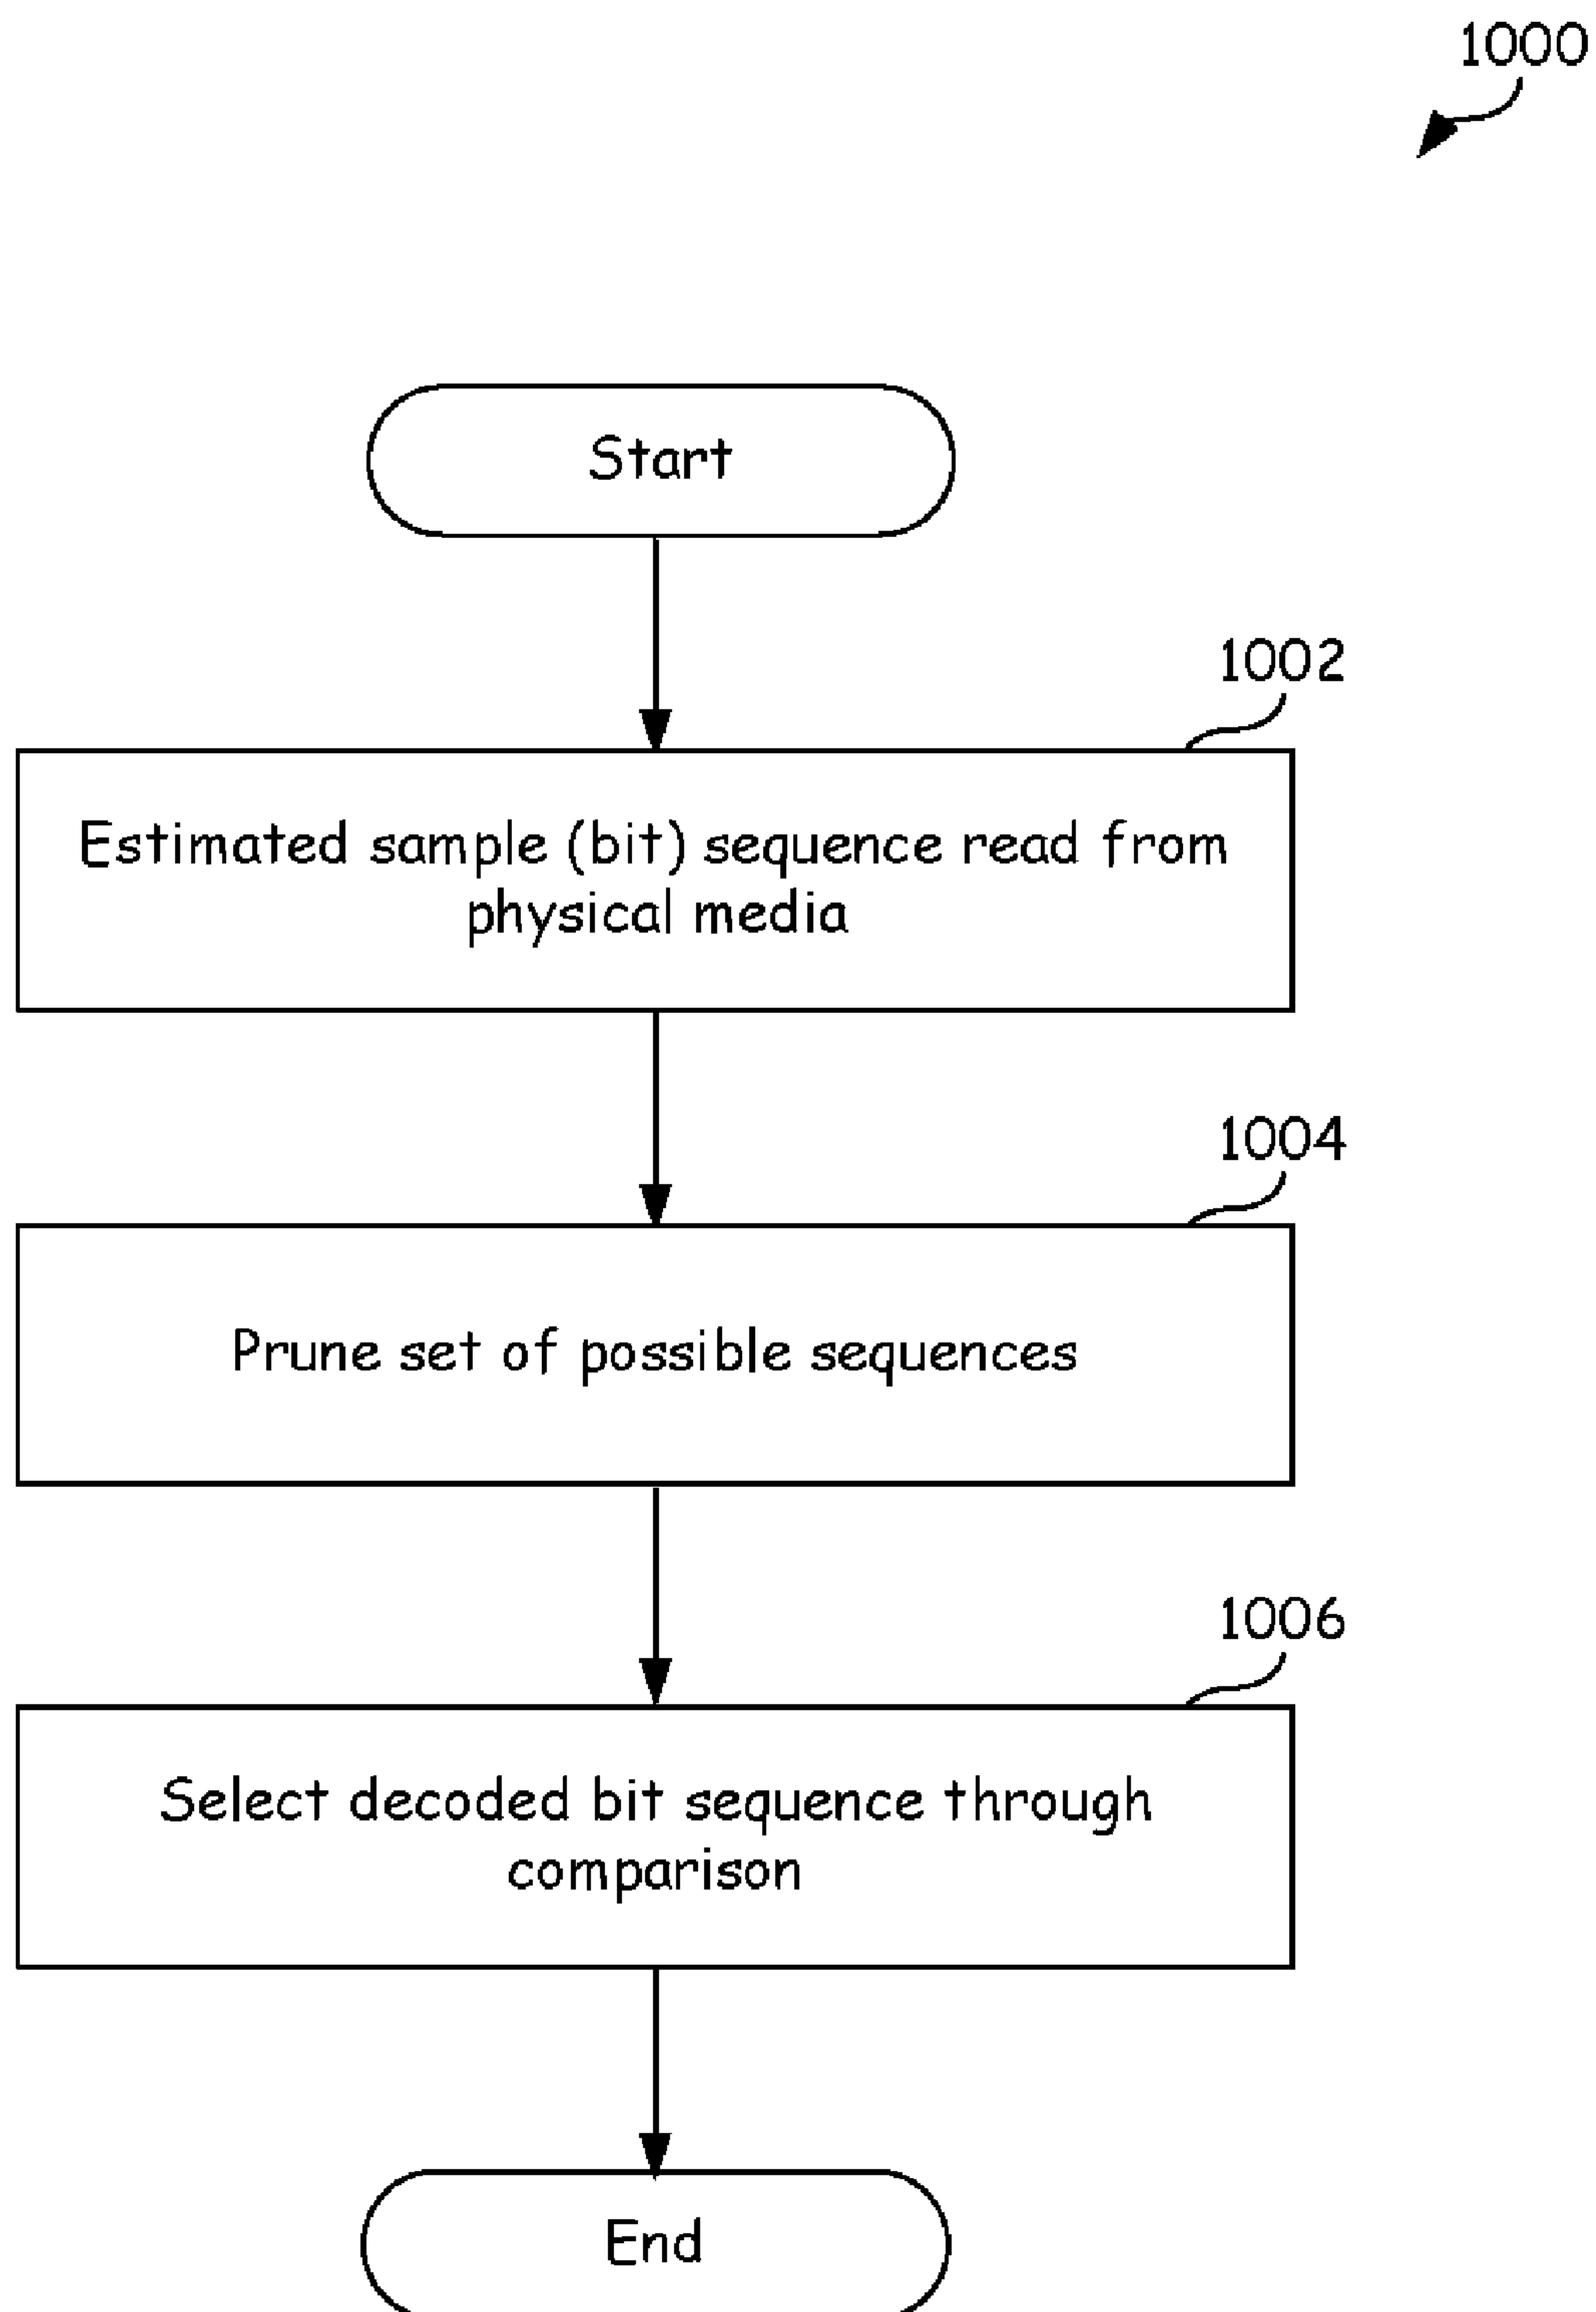 1000
Start
1002
Estimated sample (bit) sequence read from
physical media
1004
Prune set of possible sequences
1006
Select decoded bit sequence through
comparison
End